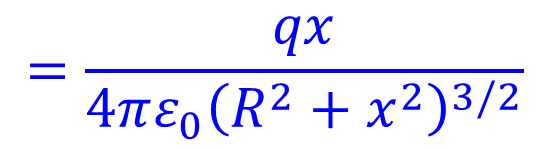 = qx / 4πε₀(R² + x²)^{3/2}